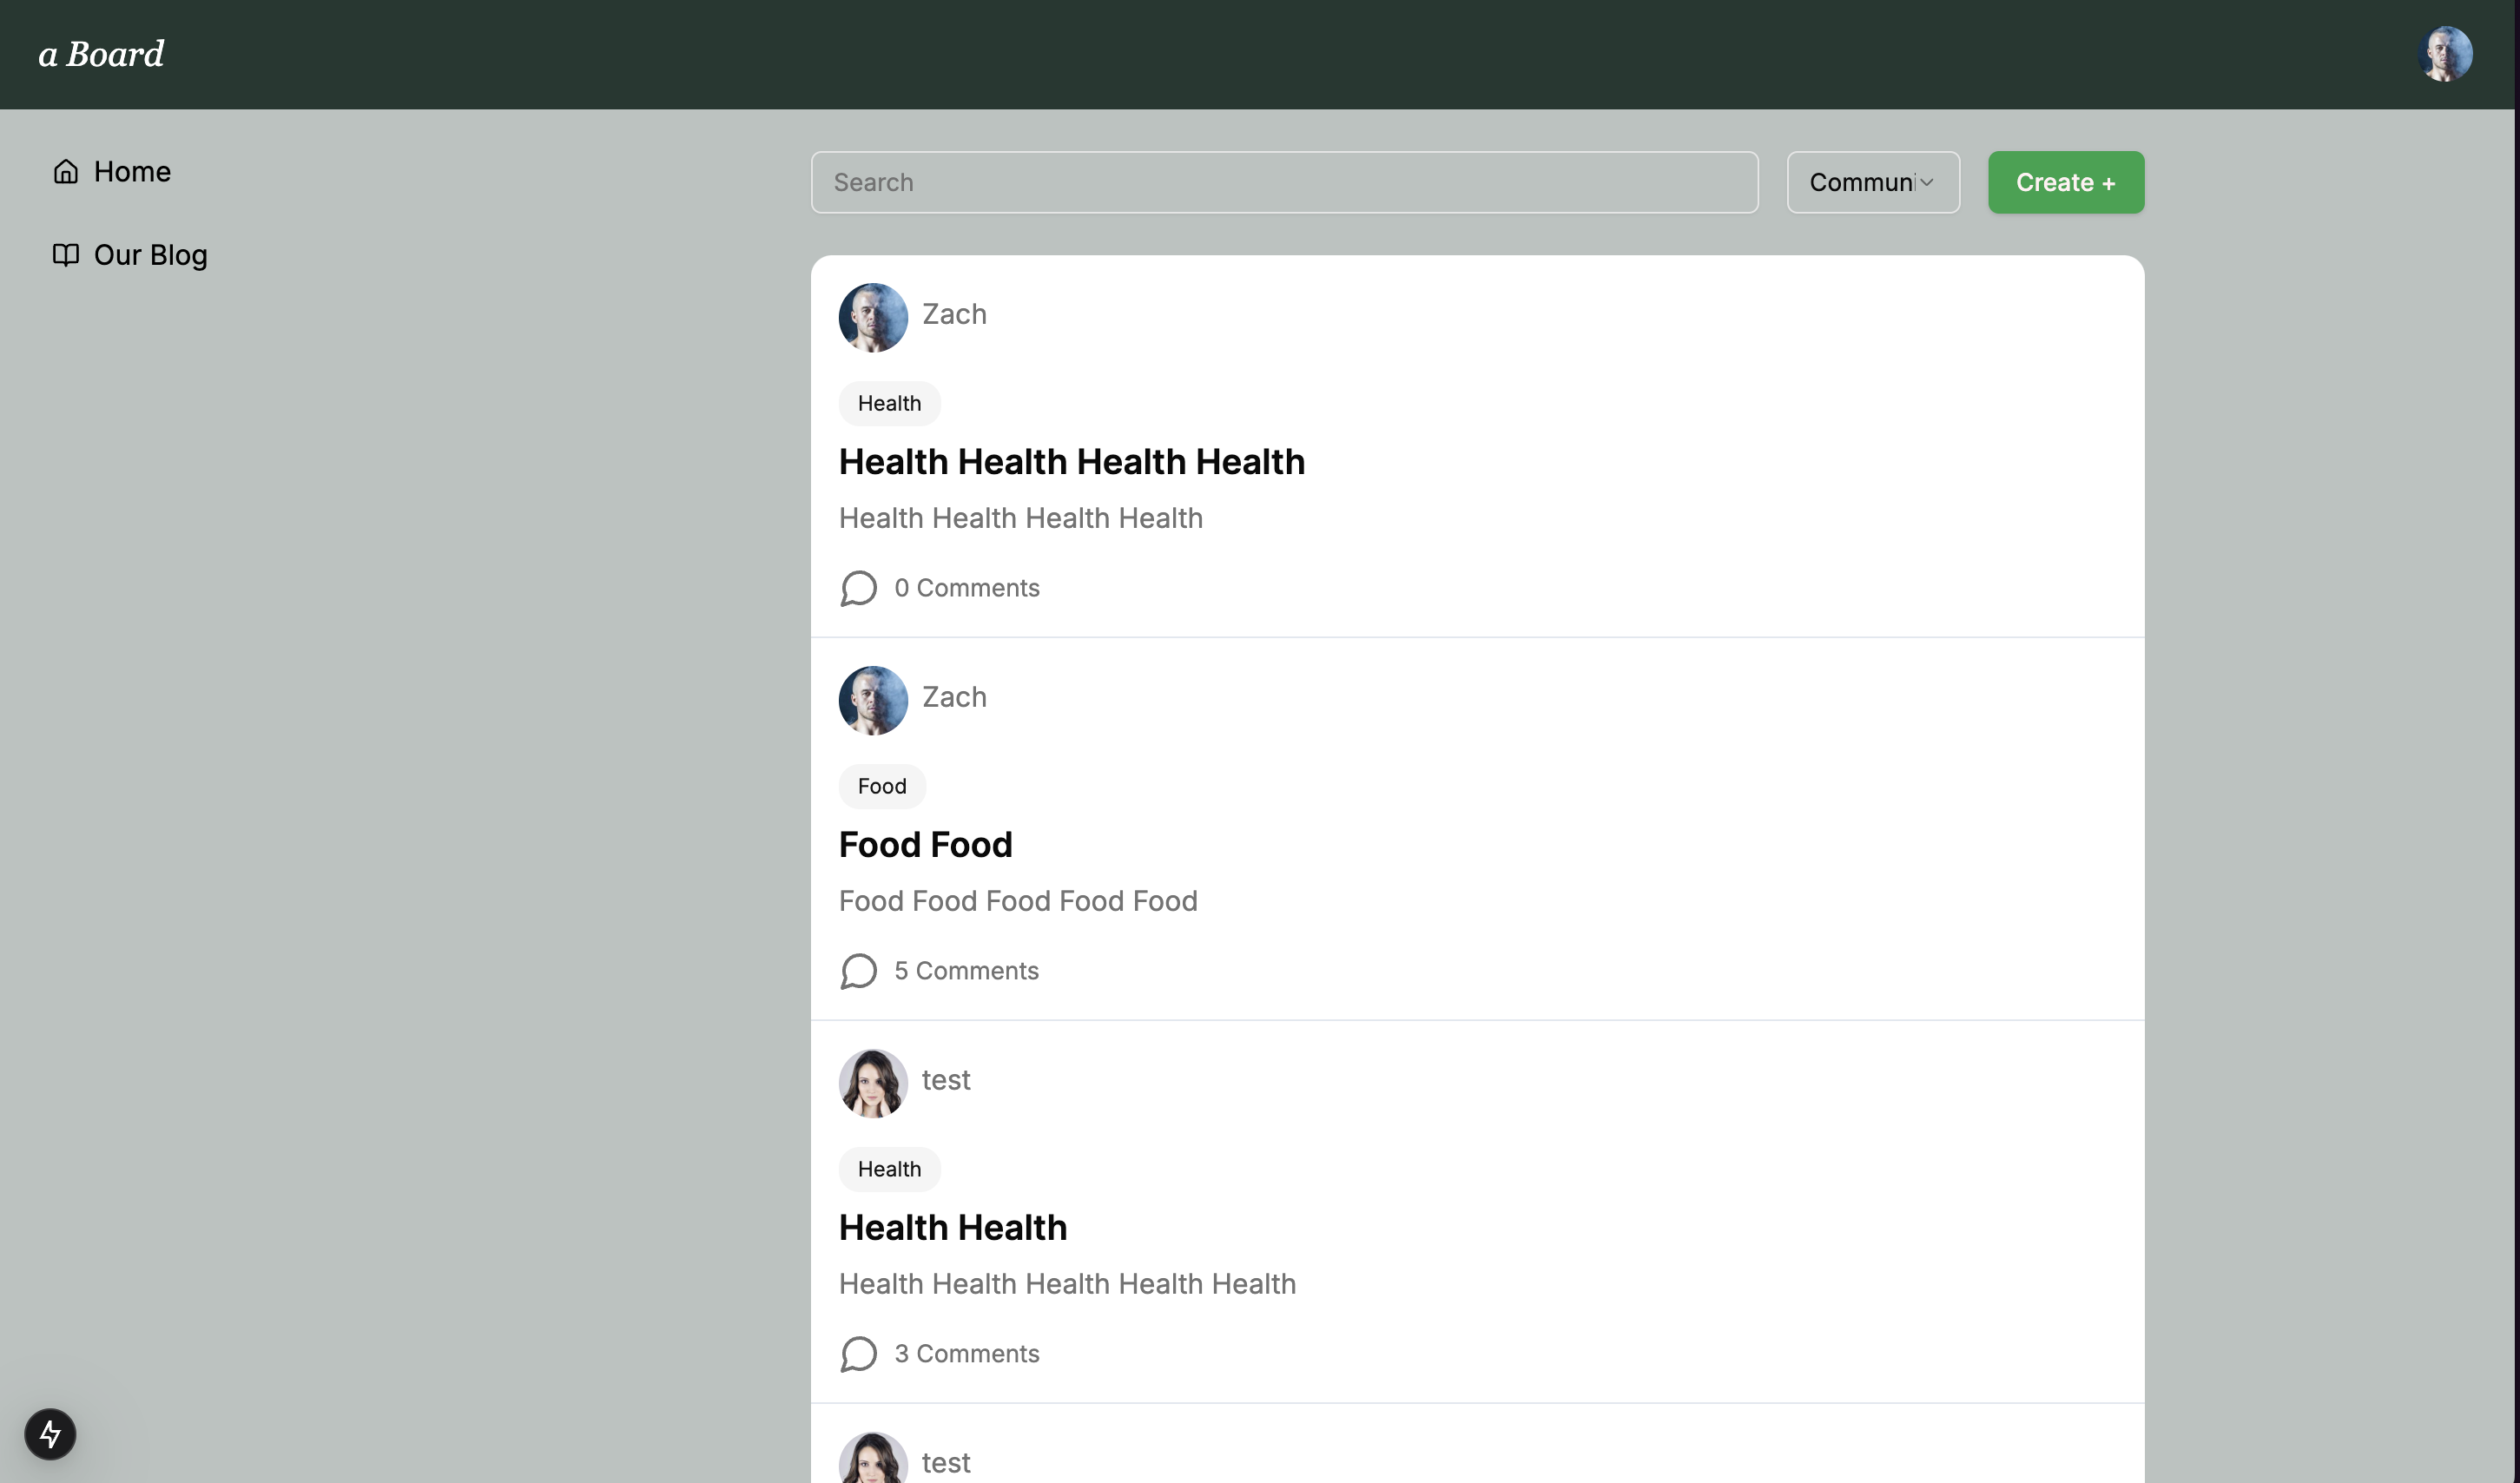 a Board
Home
Our Blog
Search
Communi
Create +
Zach
Health
Health Health Health Health
Health Health Health Health
0 Comments
Zach
Food
Food Food
Food Food Food Food Food
5 Comments
test
Health
Health Health
Health Health Health Health Health
3 Comments
test